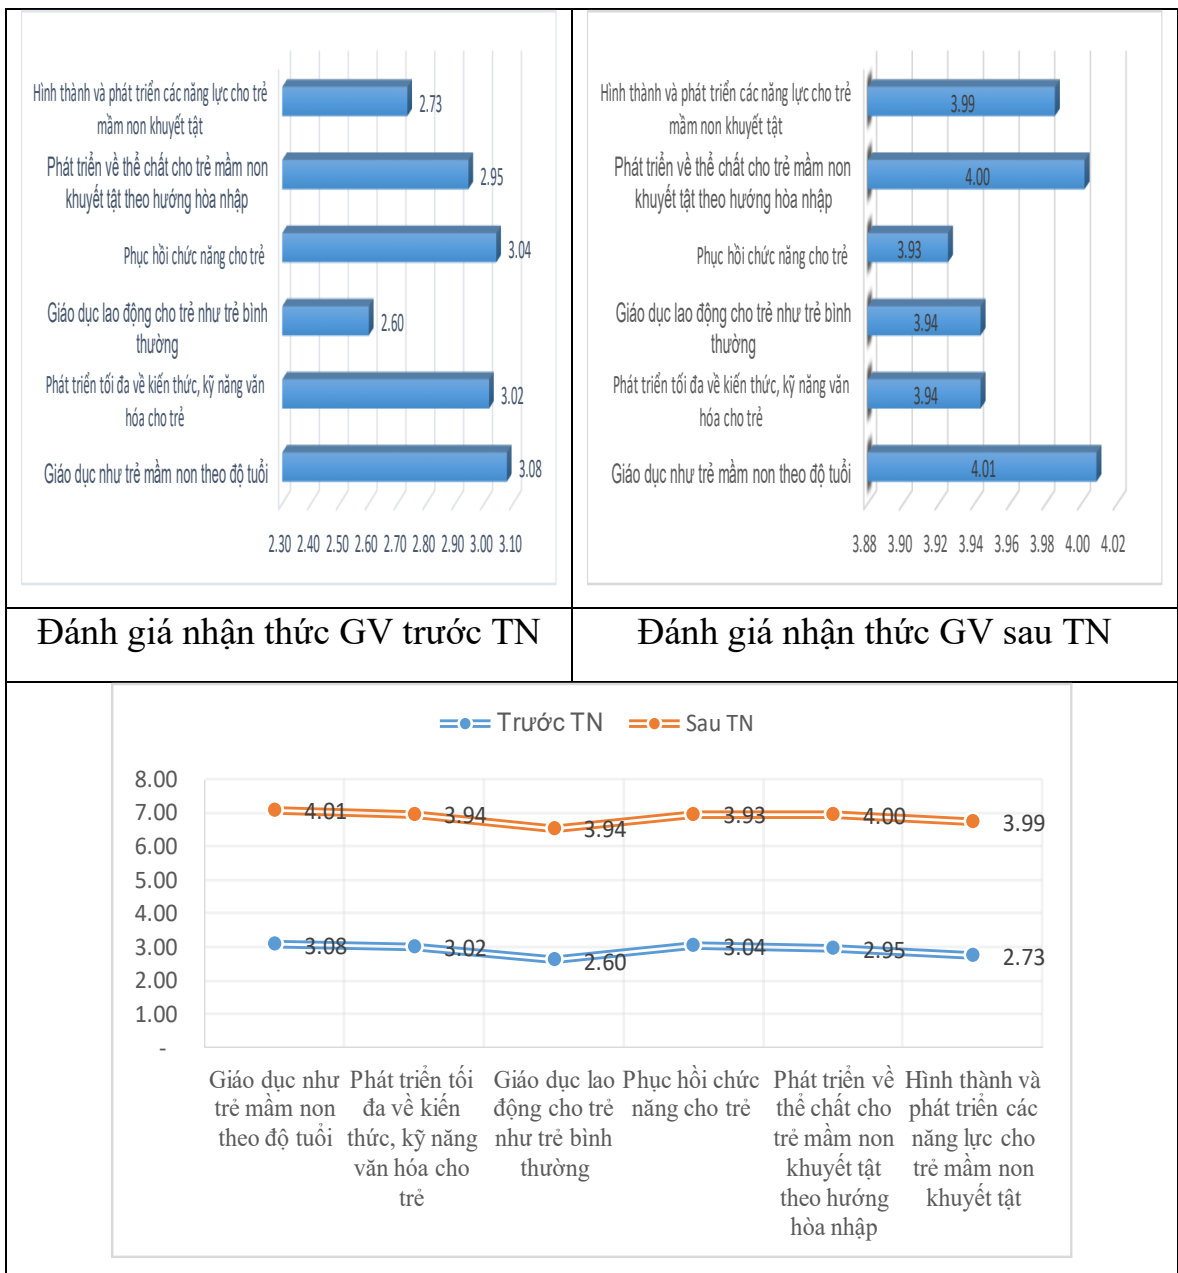 Hình thành và phát triển các năng lực cho trẻ
mầm non khuyết tật
2.73
Phát triển về thể chất cho trẻ mầm non
khuyết tật theo hướng hòa nhập
2.95
Phục hồi chức năng cho trẻ
3.04
Giáo dục lao động cho trẻ như trẻ bình
thường
2.60
Phát triển tối đa về kiến thức, kỹ năng văn
hóa cho trẻ
3.02
Giáo dục như trẻ mầm non theo độ tuổi
3.08
2.30 2.40 2.50 2.60 2.70 2.80 2.90 3.00 3.10
Hình thành và phát triển các năng lực cho trẻ
mầm non khuyết tật
3.99
Phát triển về thể chất cho trẻ mầm non
khuyết tật theo hướng hòa nhập
4.00
Phục hồi chức năng cho trẻ
3.93
Giáo dục lao động cho trẻ như trẻ bình
thường
3.94
Phát triển tối đa về kiến thức, kỹ năng văn
hóa cho trẻ
3.94
Giáo dục như trẻ mầm non theo độ tuổi
4.01
3.88 3.90 3.92 3.94 3.96 3.98 4.00 4.02
Đánh giá nhận thức GV trước TN
Đánh giá nhận thức GV sau TN
Trước TN
Sau TN
8.00
7.00
6.00
5.00
4.00
3.00
2.00
1.00
-
4.01 3.94 3.94 3.93 4.00 3.99
3.08 3.02 2.60 3.04 2.95 2.73
Giáo dục như
trẻ mầm non
theo độ tuổi
Phát triển tối
đa về kiến
thức, kỹ năng
văn hóa cho
trẻ
Giáo dục lao
động cho trẻ
như trẻ bình
thường
Phục hồi chức
năng cho trẻ
Phát triển về
thể chất cho
trẻ mầm non
khuyết tật
theo hướng
hòa nhập
Hình thành và
phát triển các
năng lực cho
trẻ mầm non
khuyết tật